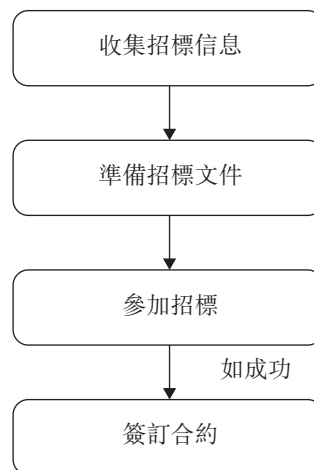 收集招標信息
準備招標文件
參加招標
如成功
簽訂合約